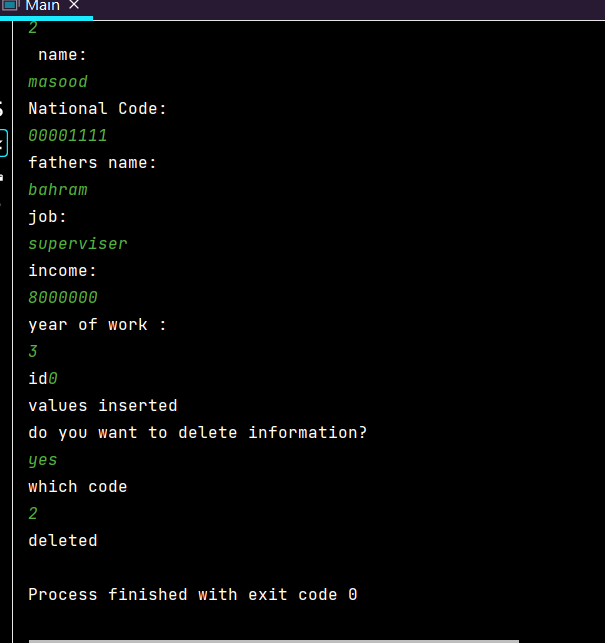 Main ×
2
name:
masood
National Code:
00001111
fathers name:
bahram
job:
superviser
income:
8000000
year of work :
3
id0
values inserted
do you want to delete information?
yes
which code
2
deleted
Process finished with exit code 0